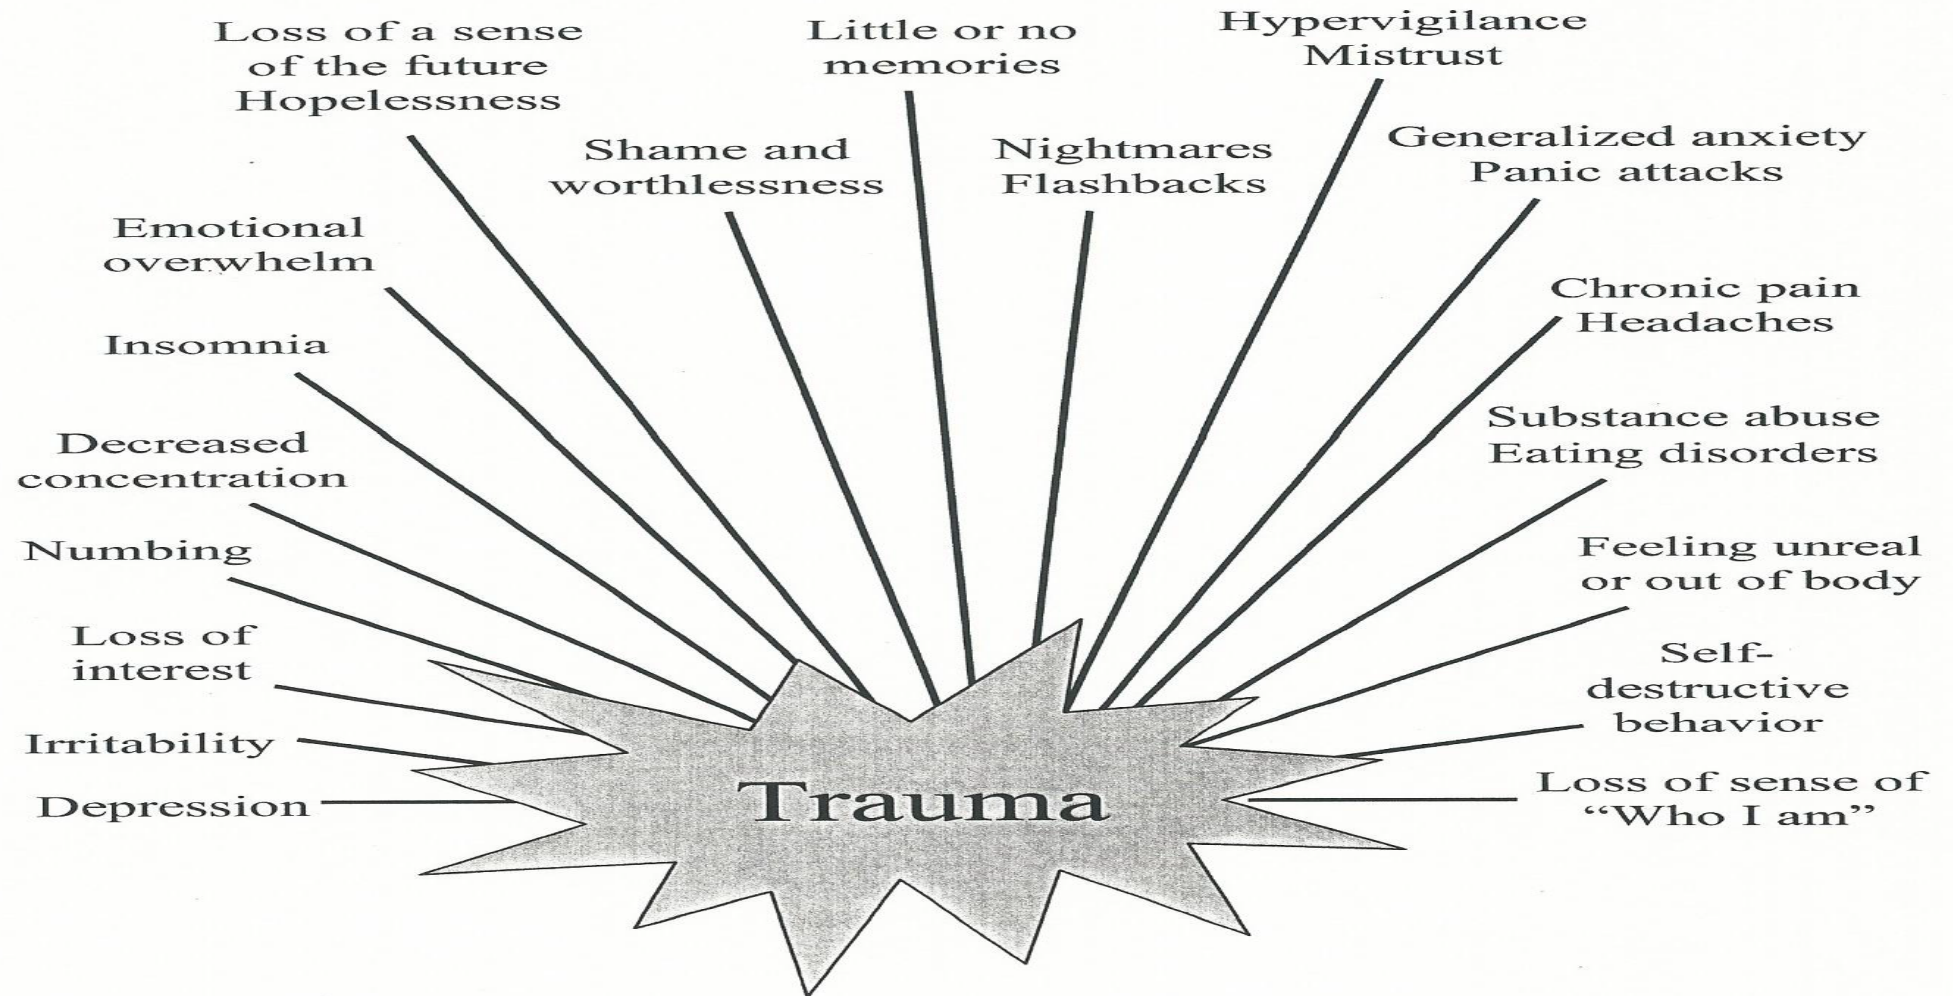 Loss of a sense
of the future
Hopelessness
Little or no
memories
Hypervigilance
Mistrust
Shame and
worthlessness
Nightmares
Flashbacks
Generalized anxiety
Panic attacks
Emotional
overwhelm
Chronic pain
Headaches
Insomnia
Substance abuse
Eating disorders
Decreased
concentration
Numbing
Feeling unreal
or out of body
Loss of
interest
Self-
destructive
behavior
Irritability
Depression
Trauma
Loss of sense of
“Who I am”